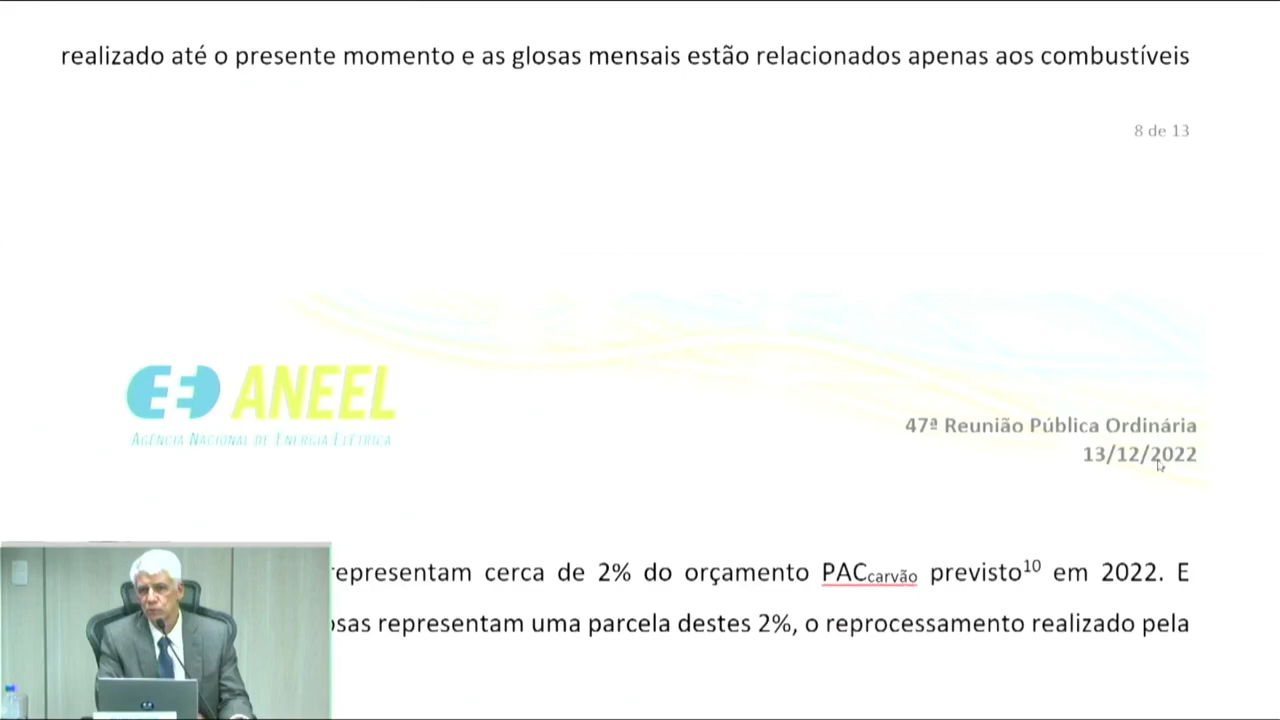 realizado até o presente momento e as glosas mensais estão relacionados apenas aos combustíveis
8 de 13
ANEEL
AGÊNCIA NACIONAL DE ENERGIA ELÉTRICA
47ª Reunião Pública Ordinária
13/12/2022
representam cerca de 2% do orçamento PACcarvão previsto10 em 2022. E
osas representam uma parcela destes 2%, o reprocessamento realizado pela